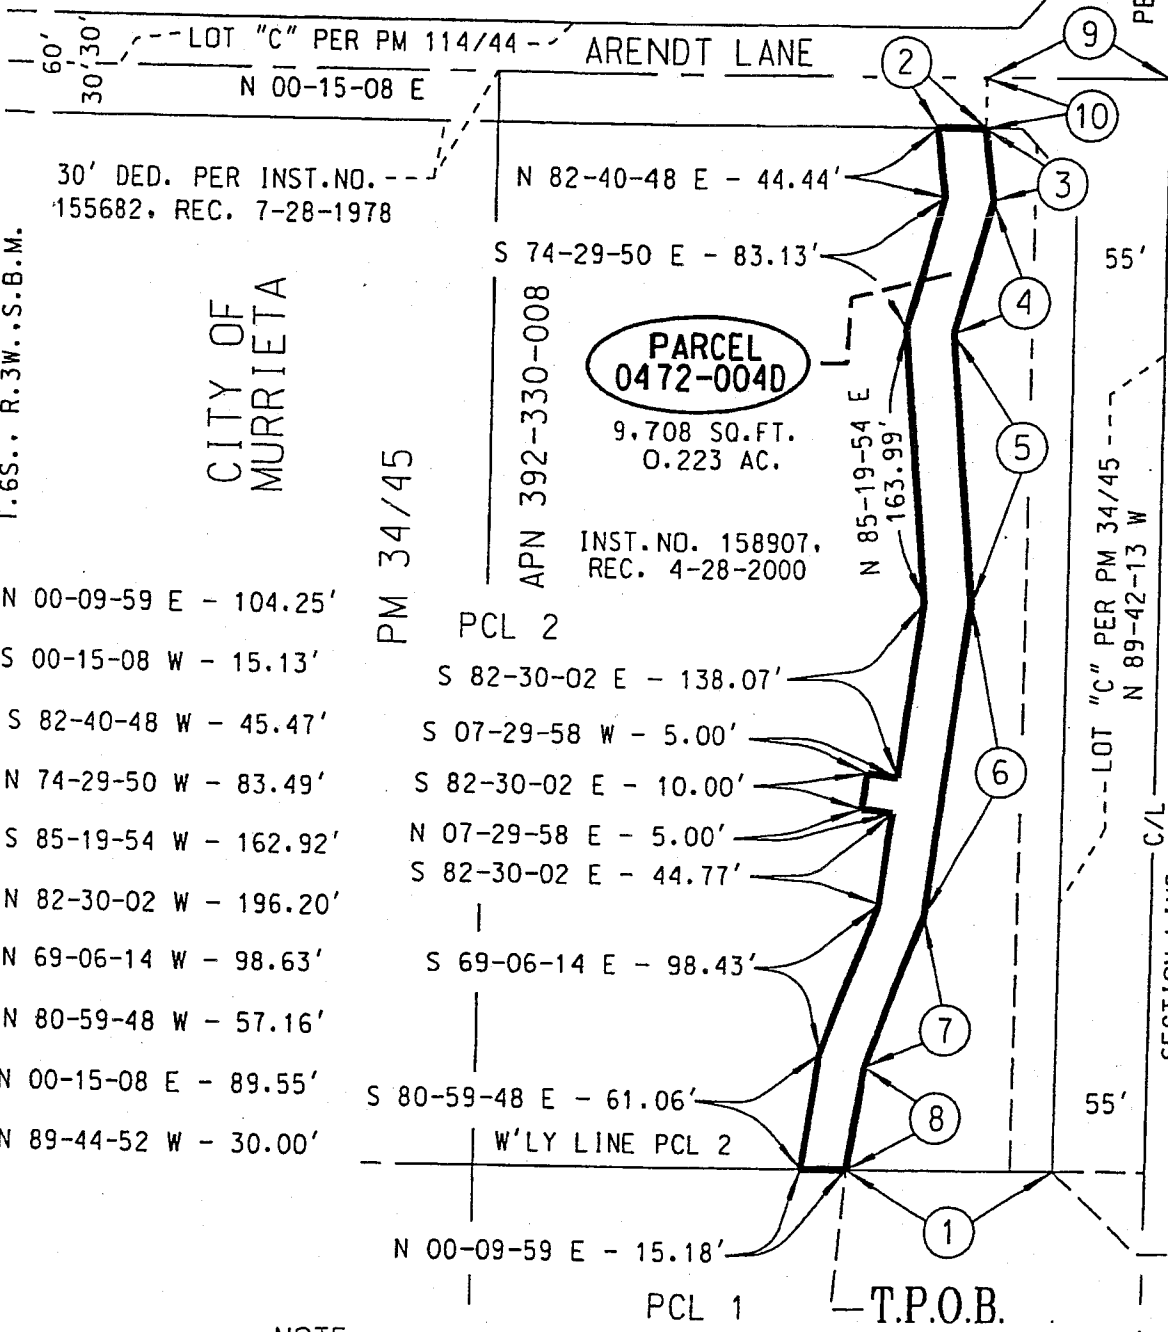 LOT "C" PER PM 114/44
ARENDT LANE
60'
30' 30'
N 00-15-08 E
30' DED. PER INST.NO.
155682, REC. 7-28-1978
T.6S., R.3W., S.B.M.
CITY OF
MURRIETA
PM 34/45
APN 392-330-008
N 82-40-48 E - 44.44'
S 74-29-50 E - 83.13'
PARCEL
0472-004D
9,708 SQ.FT.
0.223 AC.
N 85-19-54 E
163.99'
INST.NO. 158907,
REC. 4-28-2000
PCL 2
S 82-30-02 E - 138.07'
S 07-29-58 W - 5.00'
S 82-30-02 E - 10.00'
N 07-29-58 E - 5.00'
S 82-30-02 E - 44.77'
S 69-06-14 E - 98.43'
S 80-59-48 E - 61.06'
W'LY LINE PCL 2
N 00-09-59 E - 15.18'
PCL 1
T.P.O.B.
N 00-09-59 E - 104.25'
S 00-15-08 W - 15.13'
S 82-40-48 W - 45.47'
N 74-29-50 W - 83.49'
S 85-19-54 W - 162.92'
N 82-30-02 W - 196.20'
N 69-06-14 W - 98.63'
N 80-59-48 W - 57.16'
N 00-15-08 E - 89.55'
N 89-44-52 W - 30.00'
2
9
10
3
4
5
6
7
8
1
55'
55'
LOT "C" PER PM 34/45
N 89-42-13 W
C/L
SECTION LINE
NOTE